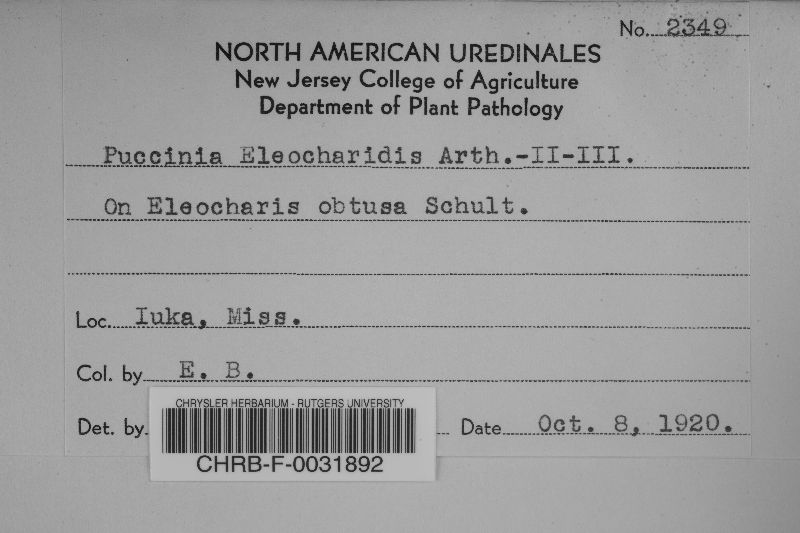 No. 2349
NORTH AMERICAN UREDINALES
New Jersey College of Agriculture
Department of Plant Pathology
Puccinia Eleocharidis Arth.-II-III.
On Eleocharis obtusa Schult.
Loc. Iuka, Miss.
Col. by E. B.
Det. by Date Oct. 8, 1920.
CHRYSLER HERBARIUM - RUTGERS UNIVERSITY
CHRB-F-0031892